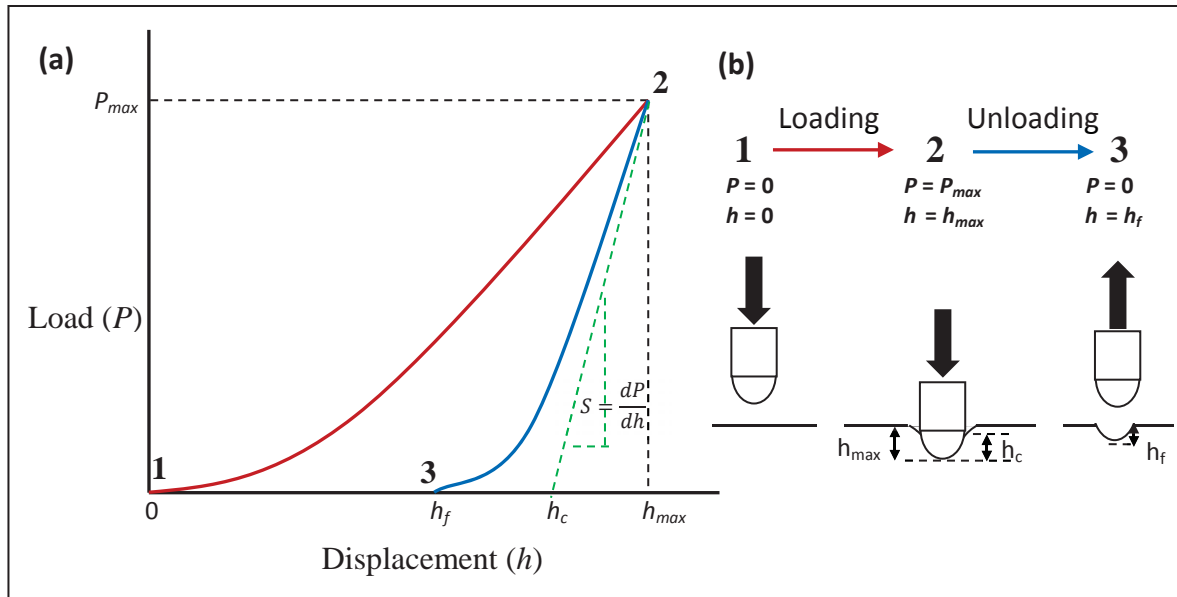 (a)
P_max
2
Load (P)
S = dP/dh
1
3
0
h_f
h_c
h_max
Displacement (h)
(b)
Loading
Unloading
1
2
3
P = 0
P = P_max
P = 0
h = 0
h = h_max
h = h_f
h_max
h_c
h_f